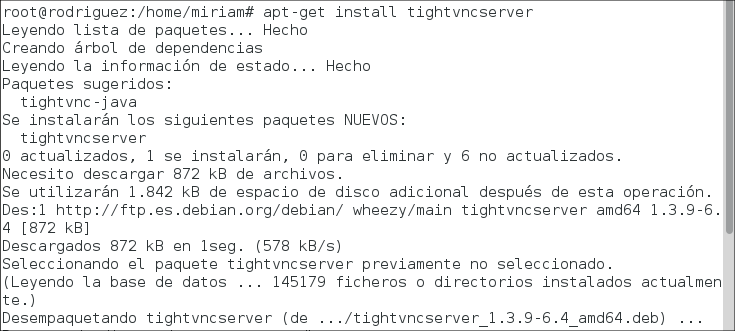 root@rodriguez:/home/miriam# apt-get install tightvncserver
Leyendo lista de paquetes... Hecho
Creando árbol de dependencias
Leyendo la información de estado... Hecho
Paquetes sugeridos:
  tightvnc-java
Se instalarán los siguientes paquetes NUEVOS:
  tightvncserver
0 actualizados, 1 se instalarán, 0 para eliminar y 6 no actualizados.
Necesito descargar 872 kB de archivos.
Se utilizarán 1.842 kB de espacio de disco adicional después de esta operación.
Des:1 http://ftp.es.debian.org/debian/ wheezy/main tightvncserver amd64 1.3.9-6.
4 [872 kB]
Descargados 872 kB en 1seg. (578 kB/s)
Seleccionando el paquete tightvncserver previamente no seleccionado.
(Leyendo la base de datos ... 145179 ficheros o directorios instalados actualmen
te.)
Desempaquetando tightvncserver (de .../tightvncserver_1.3.9-6.4_amd64.deb) ...